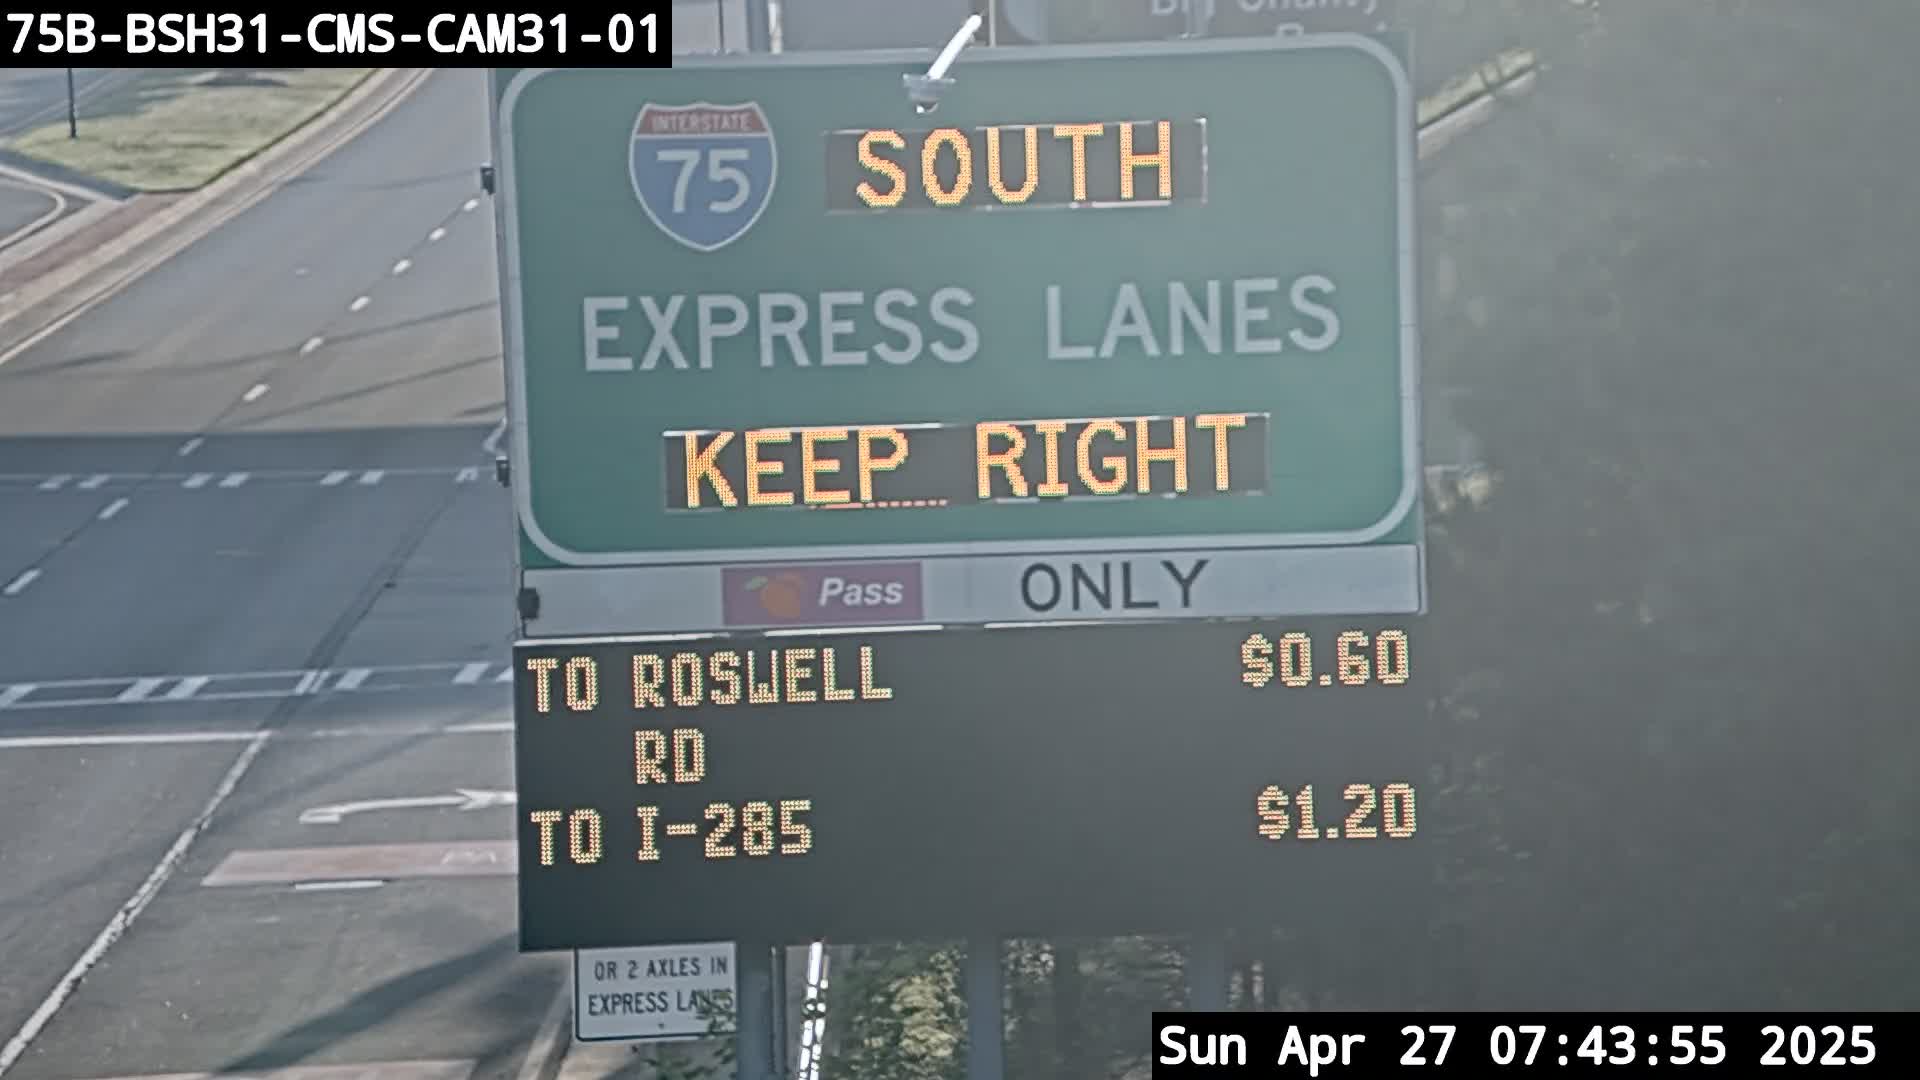 75B-BSH31-CMS-CAM31-01
INTERSTATE
75
SOUTH
EXPRESS LANES
KEEP RIGHT
Pass ONLY
TO ROSWELL $0.60
RD
TO I-285 $1.20
OR 2 AXLES IN
EXPRESS LANES
Sun Apr 27 07:43:55 2025